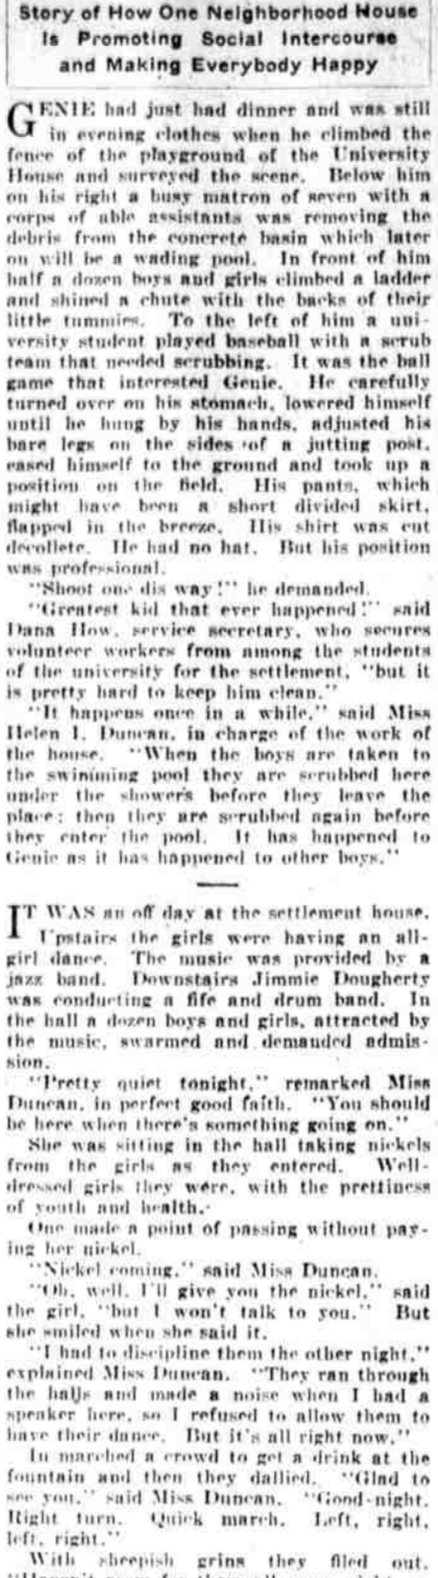 Story of How One Neighborhood House
Is Promoting Social Intercourse
and Making Everybody Happy
GENIE had just had dinner and was still
in evening clothes when he climbed the
fence of the playground of the University
House and surveyed the scene. Below him
on his right a busy matron of seven with a
corps of able assistants was removing the
debris from the concrete basin which later
on will be a wading pool. In front of him
half a dozen boys and girls climbed a ladder
and shined a chute with the backs of their
little tummies. To the left of him a uni-
versity student played baseball with a scrub
team that needed scrubbing. It was the ball
game that interested Genie. He carefully
turned over on his stomach, lowered himself
until he hung by his hands, adjusted his
bare legs on the sides of a jutting post,
eased himself to the ground and took up a
position on the field. His pants, which
might have been a short divided skirt,
flapped in the breeze. His shirt was cut
decollete. He had no hat. But his position
was professional.
"Shoot one dis way!" he demanded.
"Greatest kid that ever happened!" said
Dana How, service secretary, who secures
volunteer workers from among the students
of the university for the settlement, "but it
is pretty hard to keep him clean."
"It happens once in a while," said Miss
Helen I. Duncan, in charge of the work of
the house. "When the boys are taken to
the swimming pool they are scrubbed here
under the showers before they leave the
place; then they are scrubbed again before
they enter the pool. It has happened to
Genie as it has happened to other boys."
IT WAS an off day at the settlement house.
Upstairs the girls were having an all-
girl dance. The music was provided by a
jazz band. Downstairs Jimmie Dougherty
was conducting a fife and drum band. In
the hall a dozen boys and girls, attracted by
the music, swarmed and demanded admis-
sion.
"Pretty quiet tonight," remarked Miss
Duncan, in perfect good faith. "You should
be here when there's something going on."
She was sitting in the hall taking nickels
from the girls as they entered. Well-
dressed girls they were, with the prettiness
of youth and health.
One made a point of passing without pay-
ing her nickel.
"Nickel coming," said Miss Duncan.
"Oh, well, I'll give you the nickel," said
the girl, "but I won't talk to you." But
she smiled when she said it.
"I had to discipline them the other night,"
explained Miss Duncan. "They ran through
the halls and made a noise when I had a
speaker here, so I refused to allow them to
have their dance. But it's all right now."
In marched a crowd to get a drink at the
fountain and then they dallied. "Glad to
see you," said Miss Duncan. "Good-night.
Right turn. Quick march. Left, right,
left, right."
With sheepish grins they filed out.